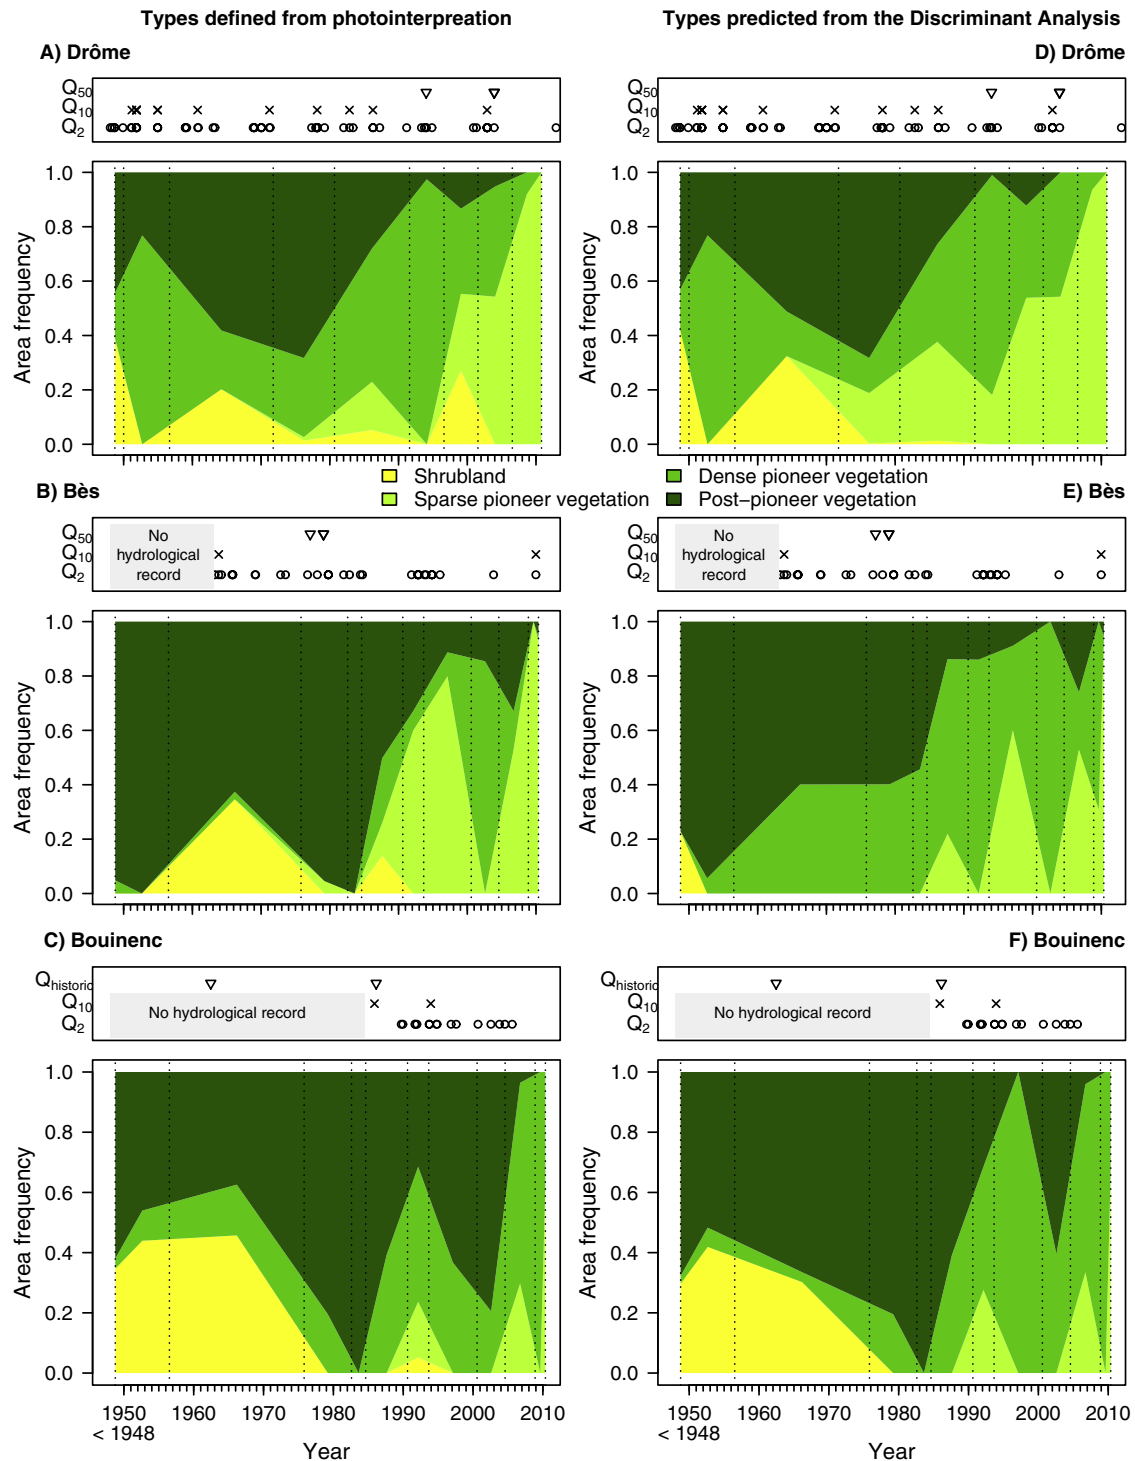 Types defined from photointerpreation
Types predicted from the Discriminant Analysis
A) Drôme
D) Drôme
Q50
Q10
Q2
Q50
Q10
Q2
1.0
0.8
0.6
0.4
0.2
0.0
Area frequency
1.0
0.8
0.6
0.4
0.2
0.0
Area frequency
Shrubland
Sparse pioneer vegetation
Dense pioneer vegetation
Post-pioneer vegetation
B) Bès
E) Bès
Q50
Q10
Q2
No
hydrological
record
Q50
Q10
Q2
No
hydrological
record
1.0
0.8
0.6
0.4
0.2
0.0
Area frequency
1.0
0.8
0.6
0.4
0.2
0.0
Area frequency
C) Bouinenc
F) Bouinenc
Qhistoric
Q10
Q2
No hydrological record
Qhistoric
Q10
Q2
No hydrological record
1.0
0.8
0.6
0.4
0.2
0.0
Area frequency
1.0
0.8
0.6
0.4
0.2
0.0
Area frequency
1950 1960 1970 1980 1990 2000 2010
< 1948
Year
1950 1960 1970 1980 1990 2000 2010
< 1948
Year